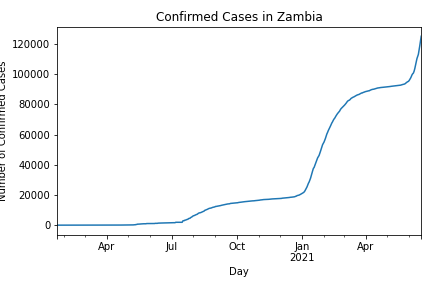 Confirmed Cases in Zambia
Number of Confirmed Cases
120000
100000
80000
60000
40000
20000
0
Apr
Jul
Oct
Jan
2021
Apr
Day